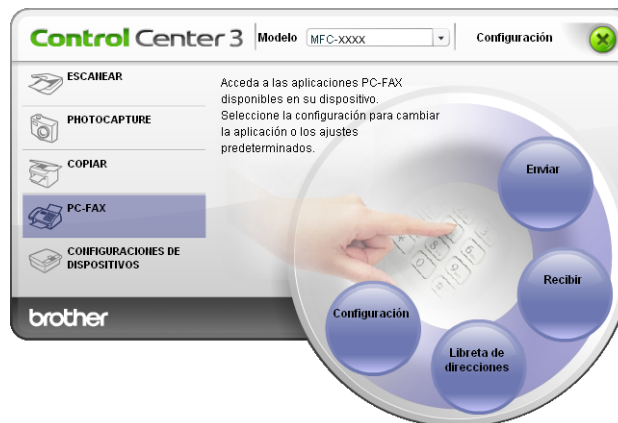 Control Center 3
Modelo
MFC-XXXX
Configuración
ESCANEAR
PHOTOCAPTURE
COPIAR
PC-FAX
CONFIGURACIONES DE
DISPOSITIVOS
Acceda a las aplicaciones PC-FAX
disponibles en su dispositivo.
Seleccione la configuración para cambiar
la aplicación o los ajustes
predeterminados.
Enviar
Recibir
Libreta de
direcciones
Configuración
brother